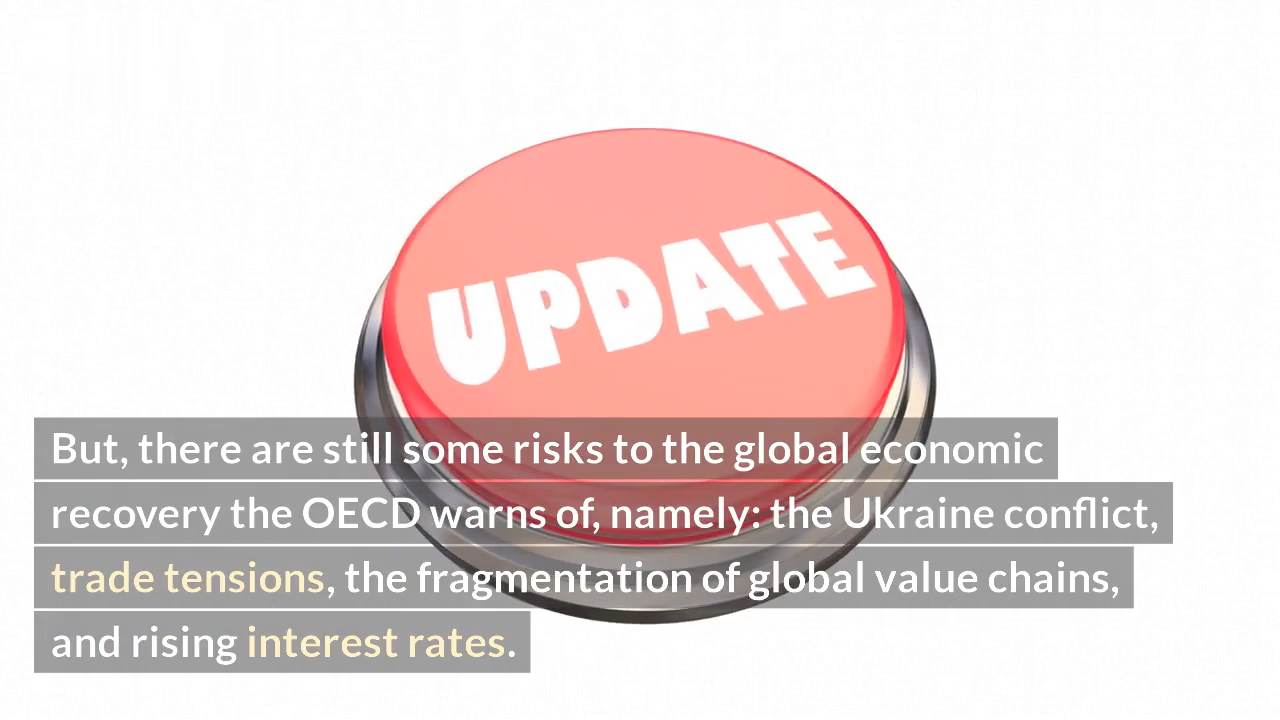 UPDATE
But, there are still some risks to the global economic
recovery the OECD warns of, namely: the Ukraine conflict,
trade tensions, the fragmentation of global value chains,
and rising interest rates.